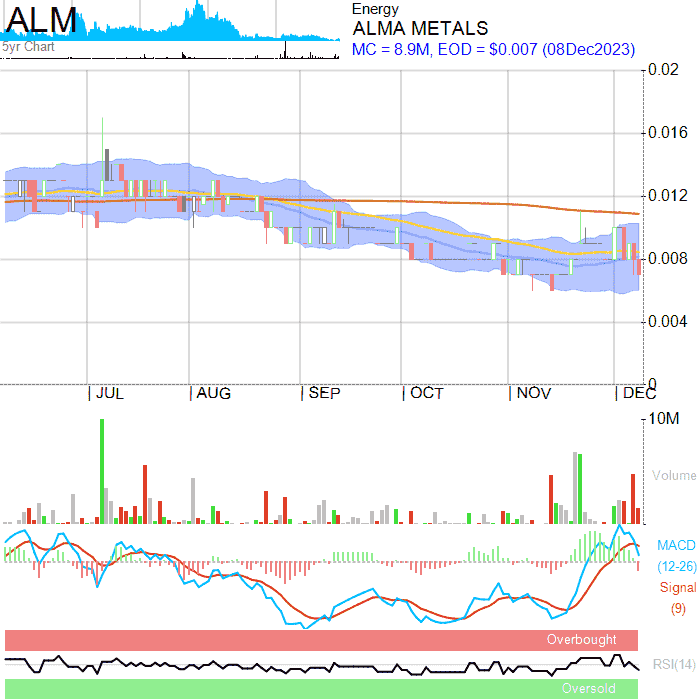 ALM
5yr Chart
Energy
ALMA METALS
MC = 8.9M, EOD = $0.007 (08Dec2023)
0.02
0.016
0.012
0.008
0.004
0
JUL AUG SEP OCT NOV DEC
10M
Volume
MACD
(12-26)
Signal
(9)
Overbought
RSI(14)
Oversold